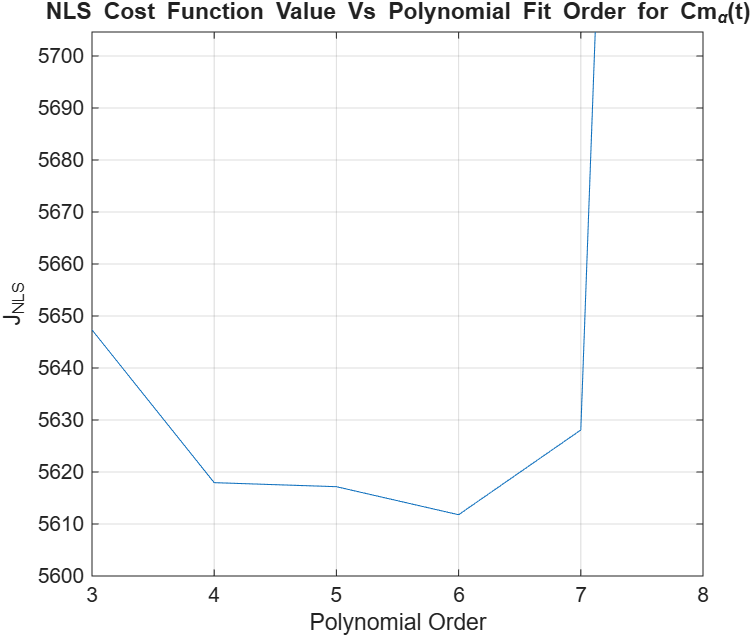 NLS Cost Function Value Vs Polynomial Fit Order for Cmα(t)
5700
5690
5680
5670
5660
5650
5640
5630
5620
5610
5600
JNLS
3 4 5 6 7 8
Polynomial Order